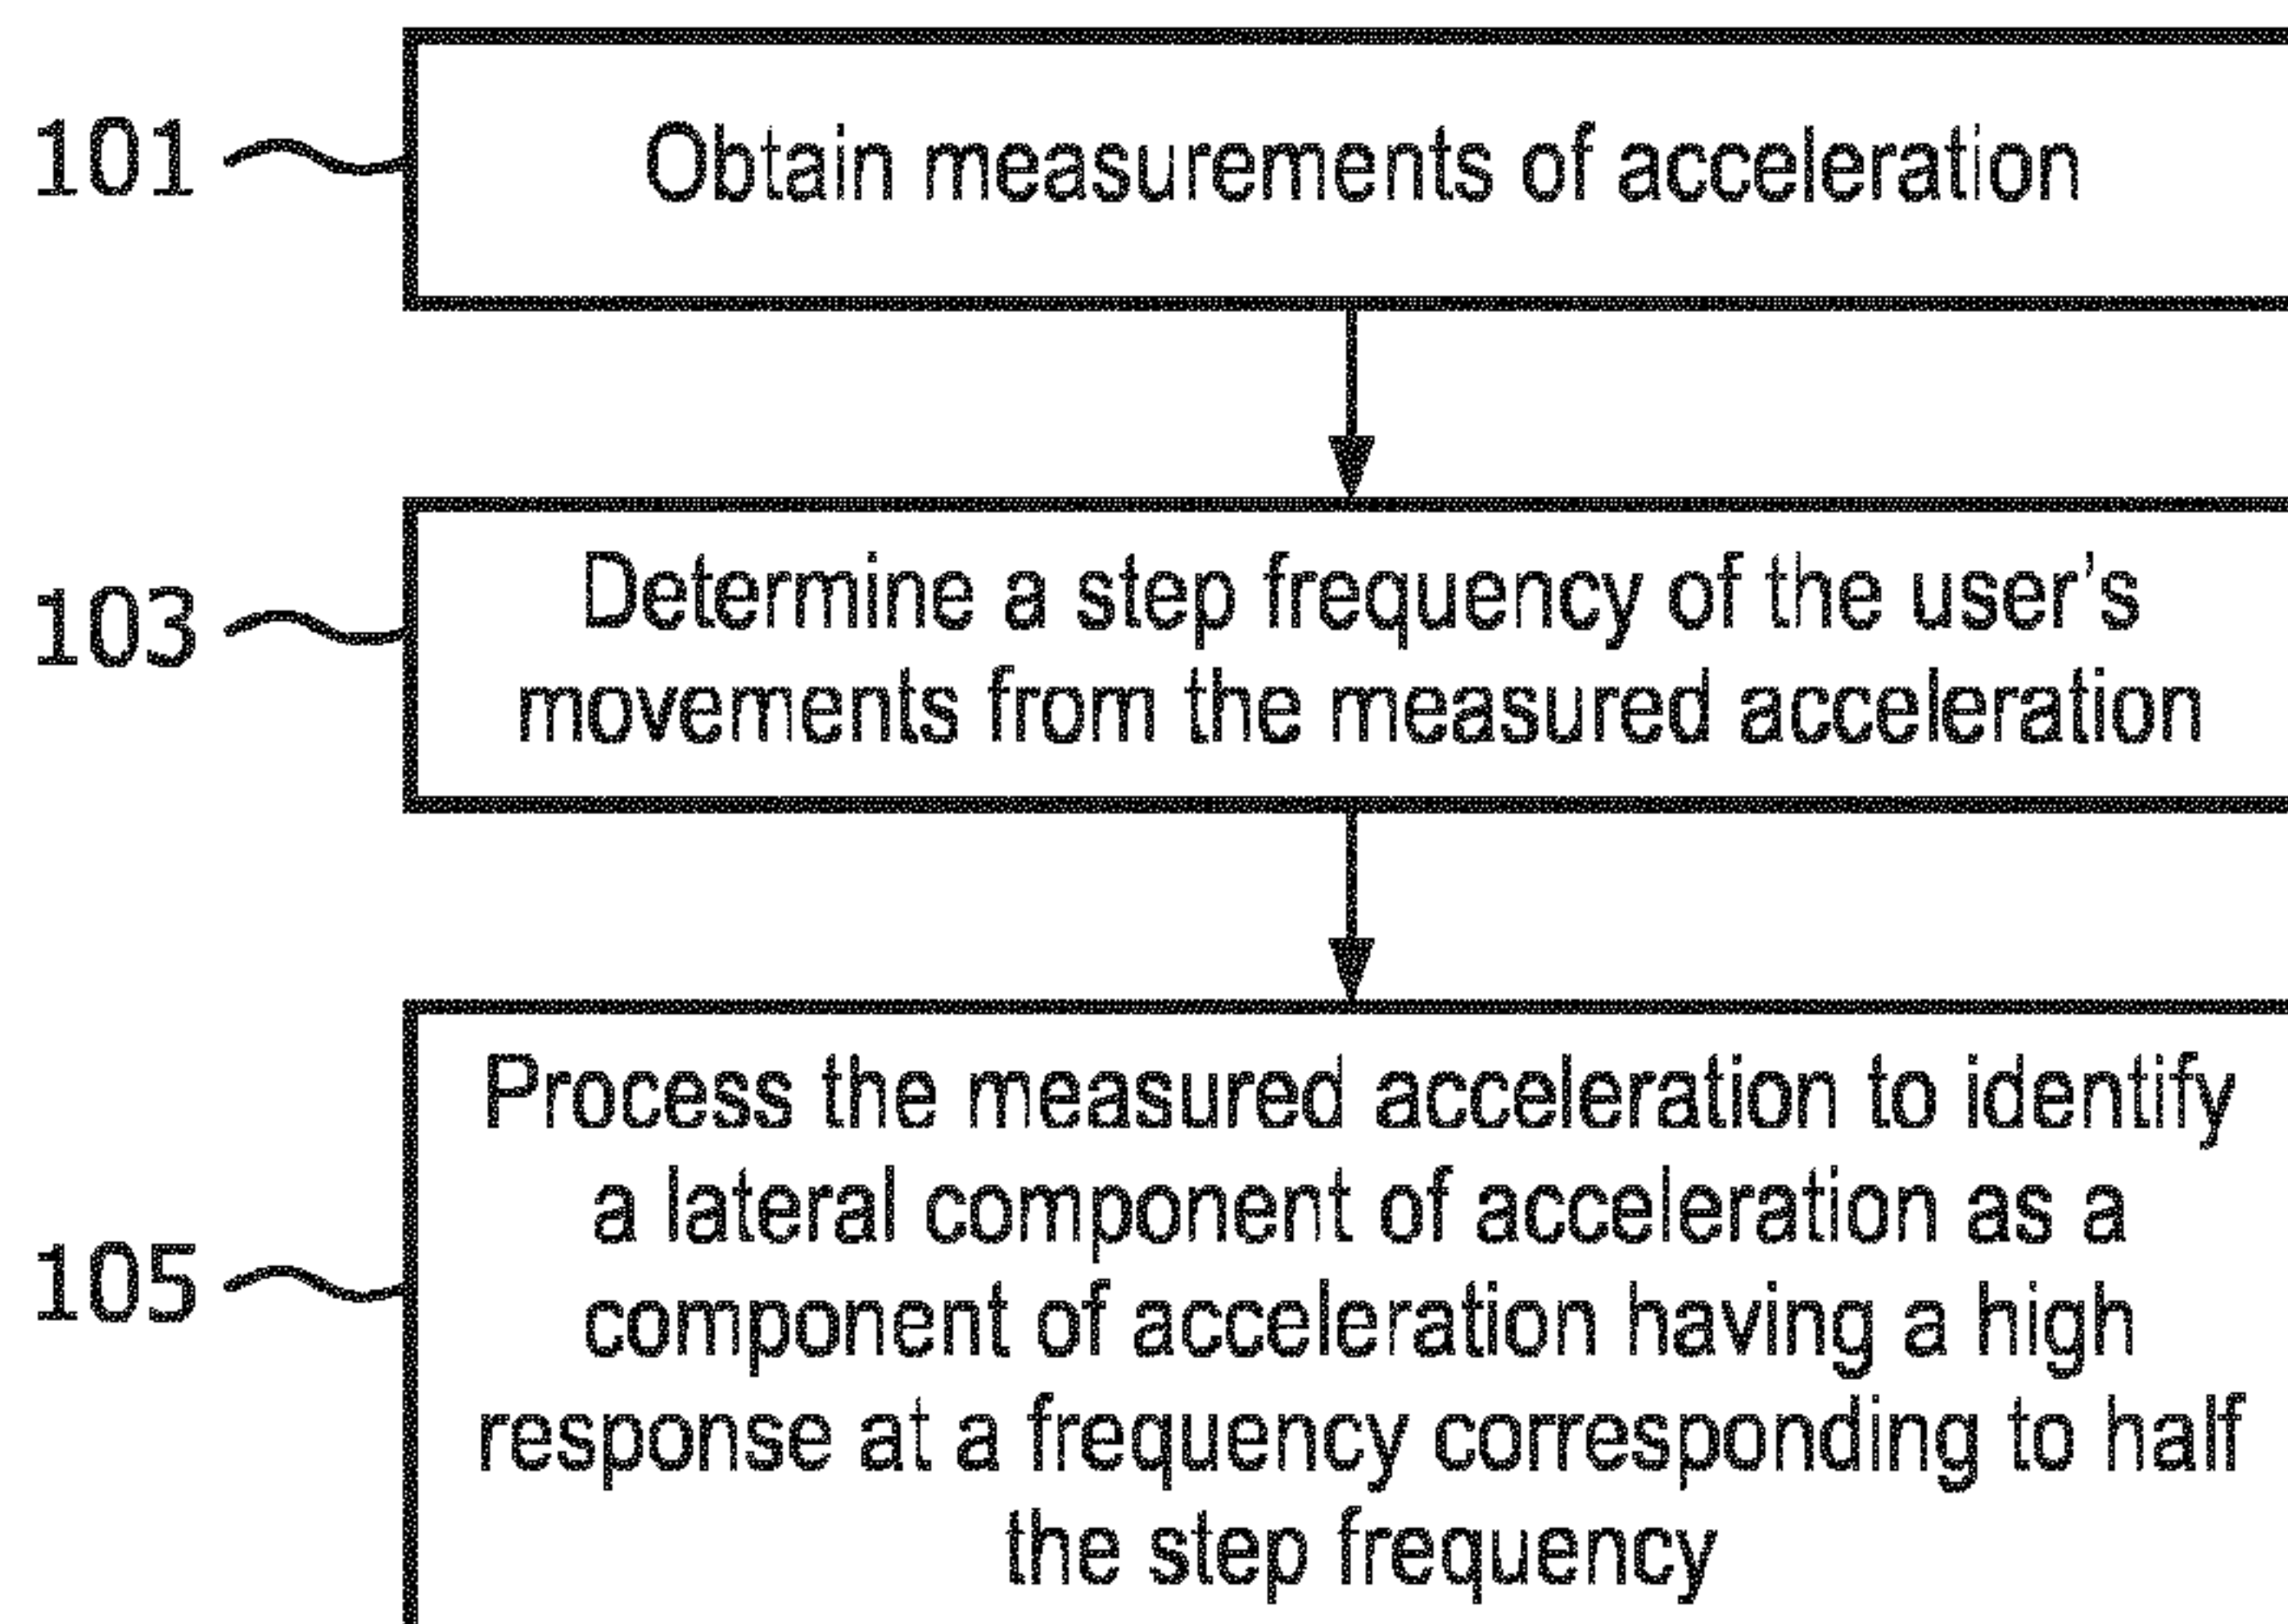 101
Obtain measurements of acceleration
103
Determine a step frequency of the user's
movements from the measured acceleration
105
Process the measured acceleration to identify
a lateral component of acceleration as a
component of acceleration having a high
response at a frequency corresponding to half
the step frequency